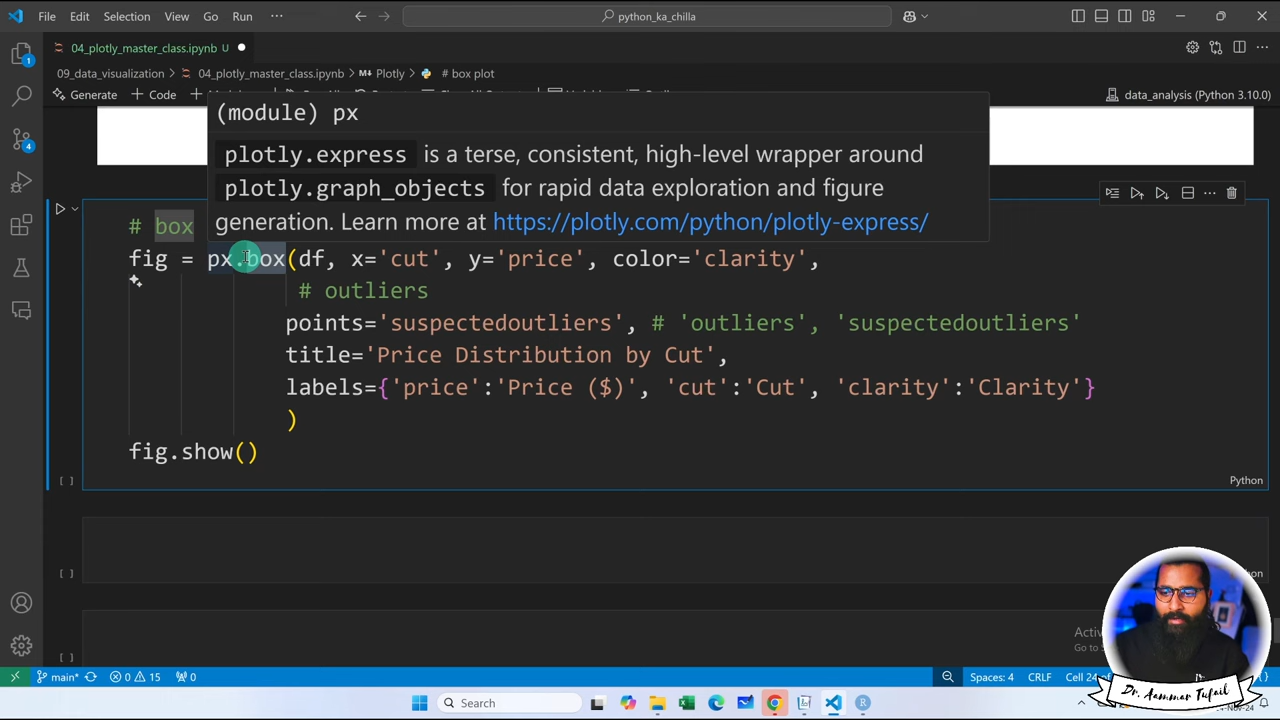 File Edit Selection View Go Run ···
python_ka_chilla
04_plotly_master_class.ipynb U
09_data_visualization > 04_plotly_master_class.ipynb > Plotly > # box plot
Generate + Code +
data_analysis (Python 3.10.0)
(module) px
plotly.express is a terse, consistent, high-level wrapper around
plotly.graph_objects for rapid data exploration and figure
generation. Learn more at https://plotly.com/python/plotly-express/
# box
fig = px.box(df, x='cut', y='price', color='clarity',
# outliers
points='suspectedoutliers', # 'outliers', 'suspectedoutliers'
title='Price Distribution by Cut',
labels={'price':'Price ($)', 'cut':'Cut', 'clarity':'Clarity'}
)
fig.show()
[ ]
Python
[ ]
[ ]
main* 0 15 0
Spaces: 4 CRLF Cell 24
Search
Dr. Aammar Tufail